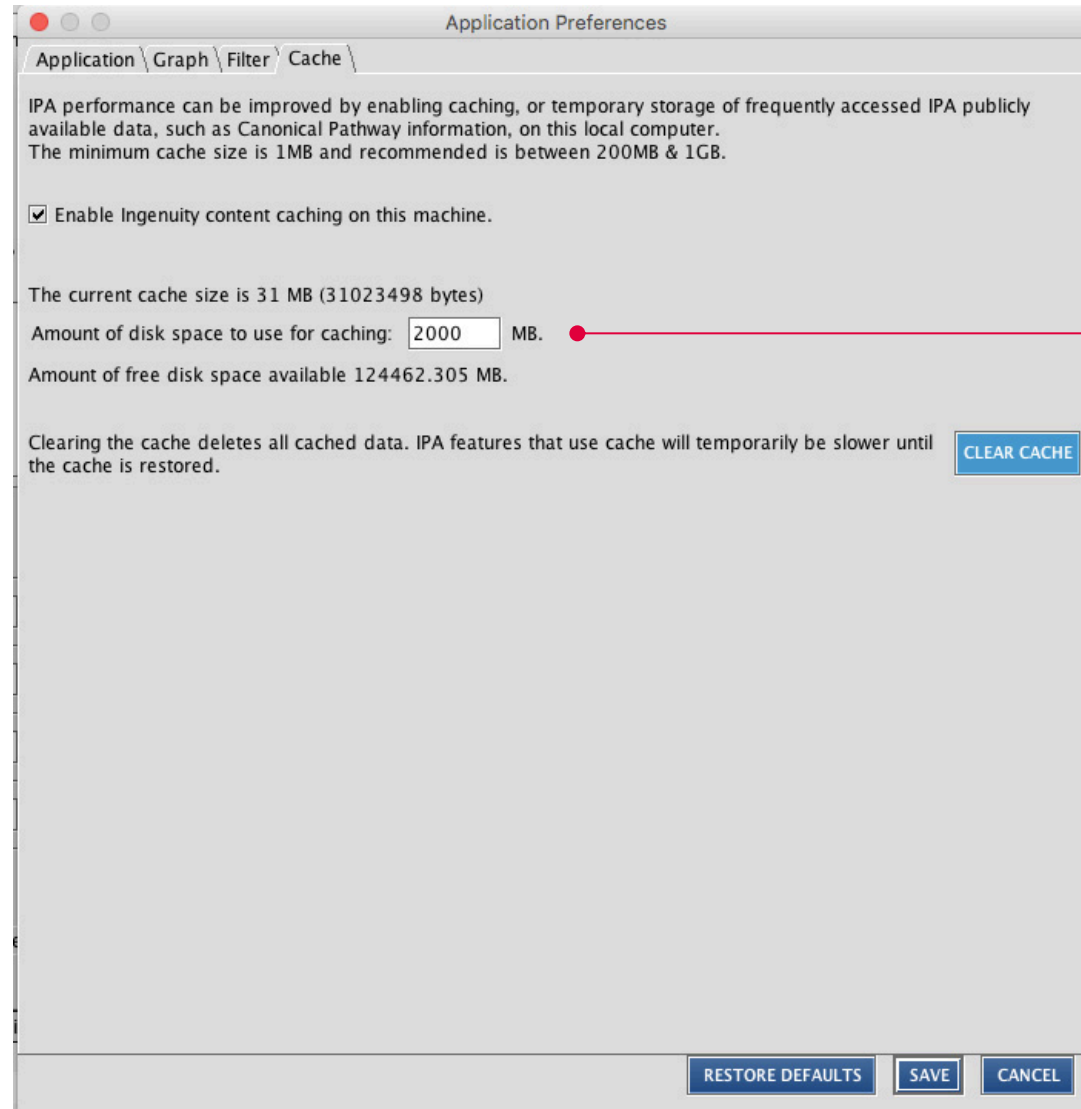 Application Preferences
Application Graph Filter Cache
IPA performance can be improved by enabling caching, or temporary storage of frequently accessed IPA publicly
available data, such as Canonical Pathway information, on this local computer.
The minimum cache size is 1MB and recommended is between 200MB & 1GB.
Enable Ingenuity content caching on this machine.
The current cache size is 31 MB (31023498 bytes)
Amount of disk space to use for caching: 2000 MB.
Amount of free disk space available 124462.305 MB.
Clearing the cache deletes all cached data. IPA features that use cache will temporarily be slower until
the cache is restored.
CLEAR CACHE
RESTORE DEFAULTS SAVE CANCEL